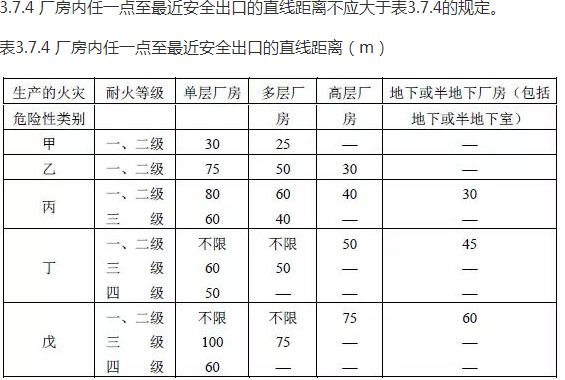 3.7.4 厂房内任一点至最近安全出口的直线距离不应大于表3.7.4的规定。
表3.7.4 厂房内任一点至最近安全出口的直线距离（m）
生产的火灾 耐火等级 单层厂房 多层厂 高层厂 地下或半地下厂房（包括
危险性类别 房 房 地下或半地下室）
甲 一、二级 30 25 — —
乙 一、二级 75 50 30 —
丙 一、二级 80 60 40 30
三 级 60 40 — —
丁 一、二级 不限 不限 50 45
三 级 60 50 — —
四 级 50 — — —
戊 一、二级 不限 不限 75 60
三 级 100 75 — —
四 级 60 — — —